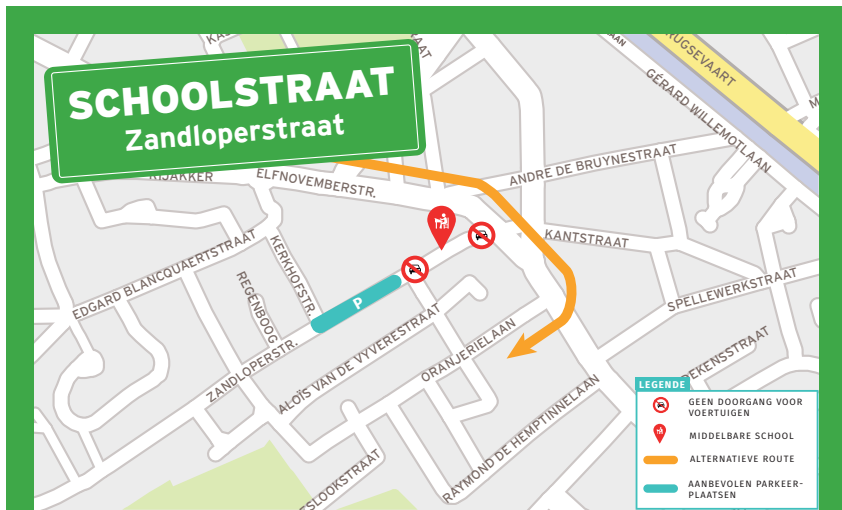 SCHOOLSTRAAT
Zandloperstraat
BRUGSEVAART
GÉRARD WILLEMOTLAAN
ANDRE DE BRUYNESTRAAT
ELFNOVEMBERSTR.
KANTSTRAAT
EDGARD BLANCQUAERTSTRAAT
KERKHOFSTR.
REGENBOOG
P
ZANDLOPERSTR.
ALOÏS VAN DE VYVERESTRAAT
ORANJERIELAAN
SPELLEWERKSTRAAT
RAYMOND DE HEMPTINNELAAN
LEGENDE
GEEN DOORGANG VOOR
VOERTUIGEN
MIDDELBARE SCHOOL
ALTERNATIEVE ROUTE
AANBEVOLEN PARKEER-
PLAATSEN